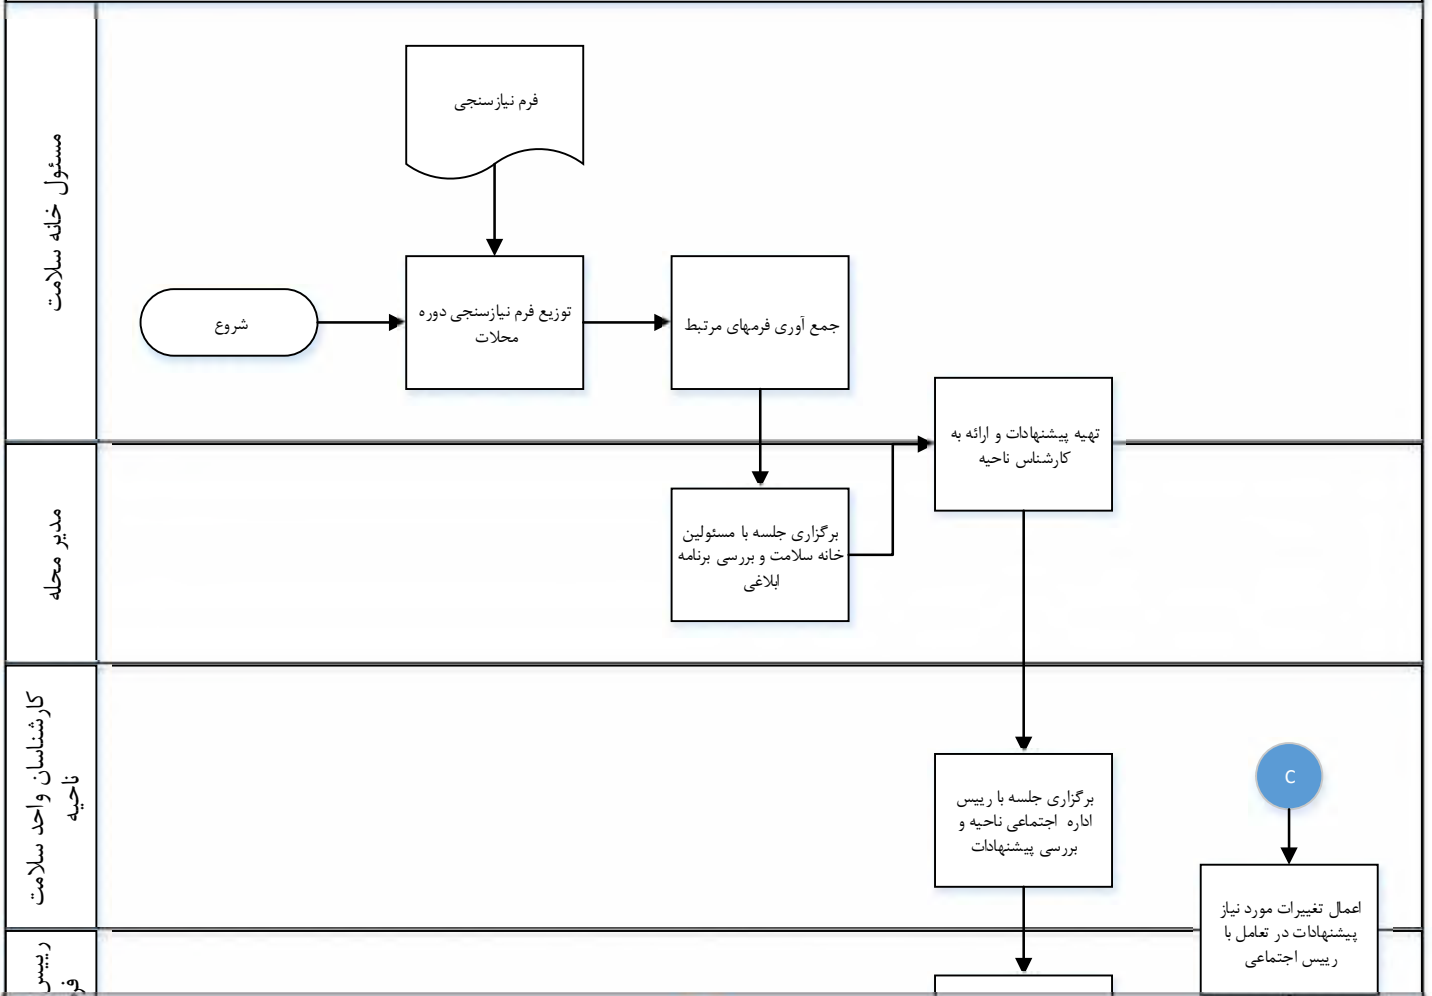 مسئول خانه سلامت
فرم نیازسنجی
شروع
توزیع فرم نیازسنجی دوره
محلات
جمع آوری فرمهای مرتبط
تهیه پیشنهادات و ارائه به
کارشناس ناحیه
مدیر محله
برگزاری جلسه با مسئولین
خانه سلامت و بررسی برنامه
ابلاغی
کارشناسان واحد سلامت
ناحیه
برگزاری جلسه با رییس
اداره اجتماعی ناحیه و
بررسی پیشنهادات
C
اعمال تغییرات مورد نیاز
پیشنهادات در تعامل با
رییس اجتماعی
رییس